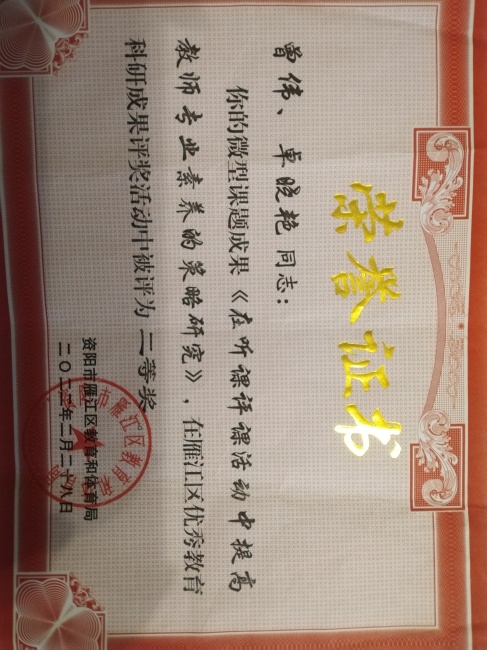 荣誉证书
曾伟、卓晓艳同志：
你的微型课题成果《在听课评课活动中提高
教师专业素养的策略研究》，在雁江区优秀教育
科研成果评奖活动中被评为三等奖
资阳市雁江区教育和体育局
二〇二二年二月二十八日